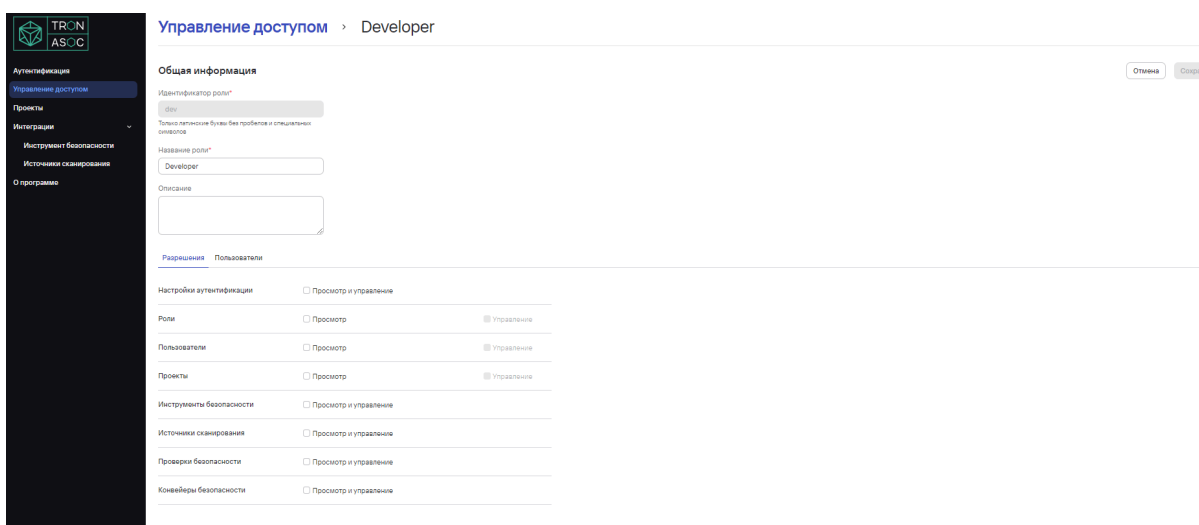 TRON
ASOC
Управление доступом › Developer
Аутентификация
Управление доступом
Проекты
Интеграции
Инструмент безопасности
Источники сканирования
О программе
Общая информация
Отмена
Идентификатор роли*
dev
Только латинские буквы без пробелов и специальных
символов
Название роли*
Developer
Описание
Разрешения Пользователи
Настройки аутентификации Просмотр и управление
Роли Просмотр Управление
Пользователи Просмотр Управление
Проекты Просмотр Управление
Инструменты безопасности Просмотр и управление
Источники сканирования Просмотр и управление
Проверки безопасности Просмотр и управление
Конвейеры безопасности Просмотр и управление